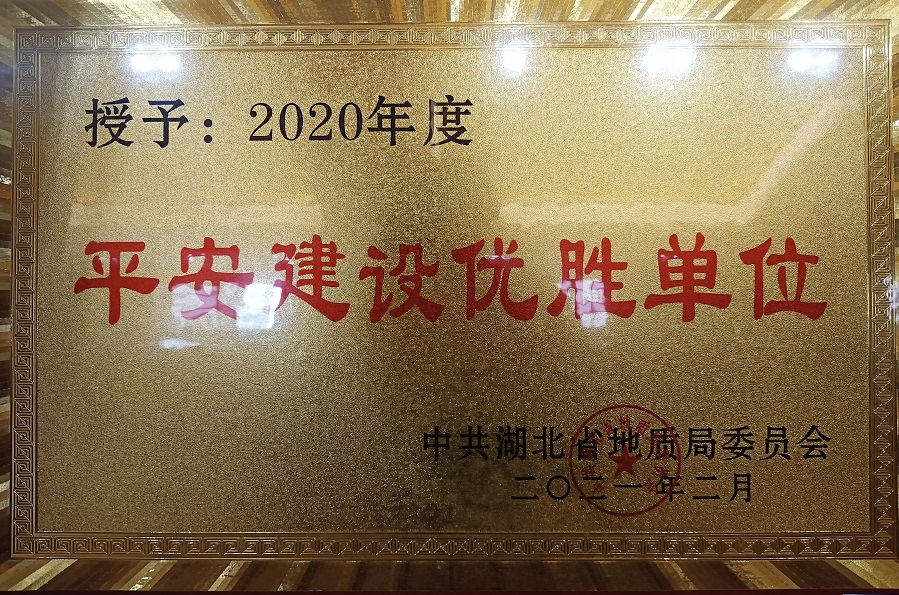 授予：2020年度
平安建设优胜单位
中共湖北省地质局委员会
二〇二一年二月